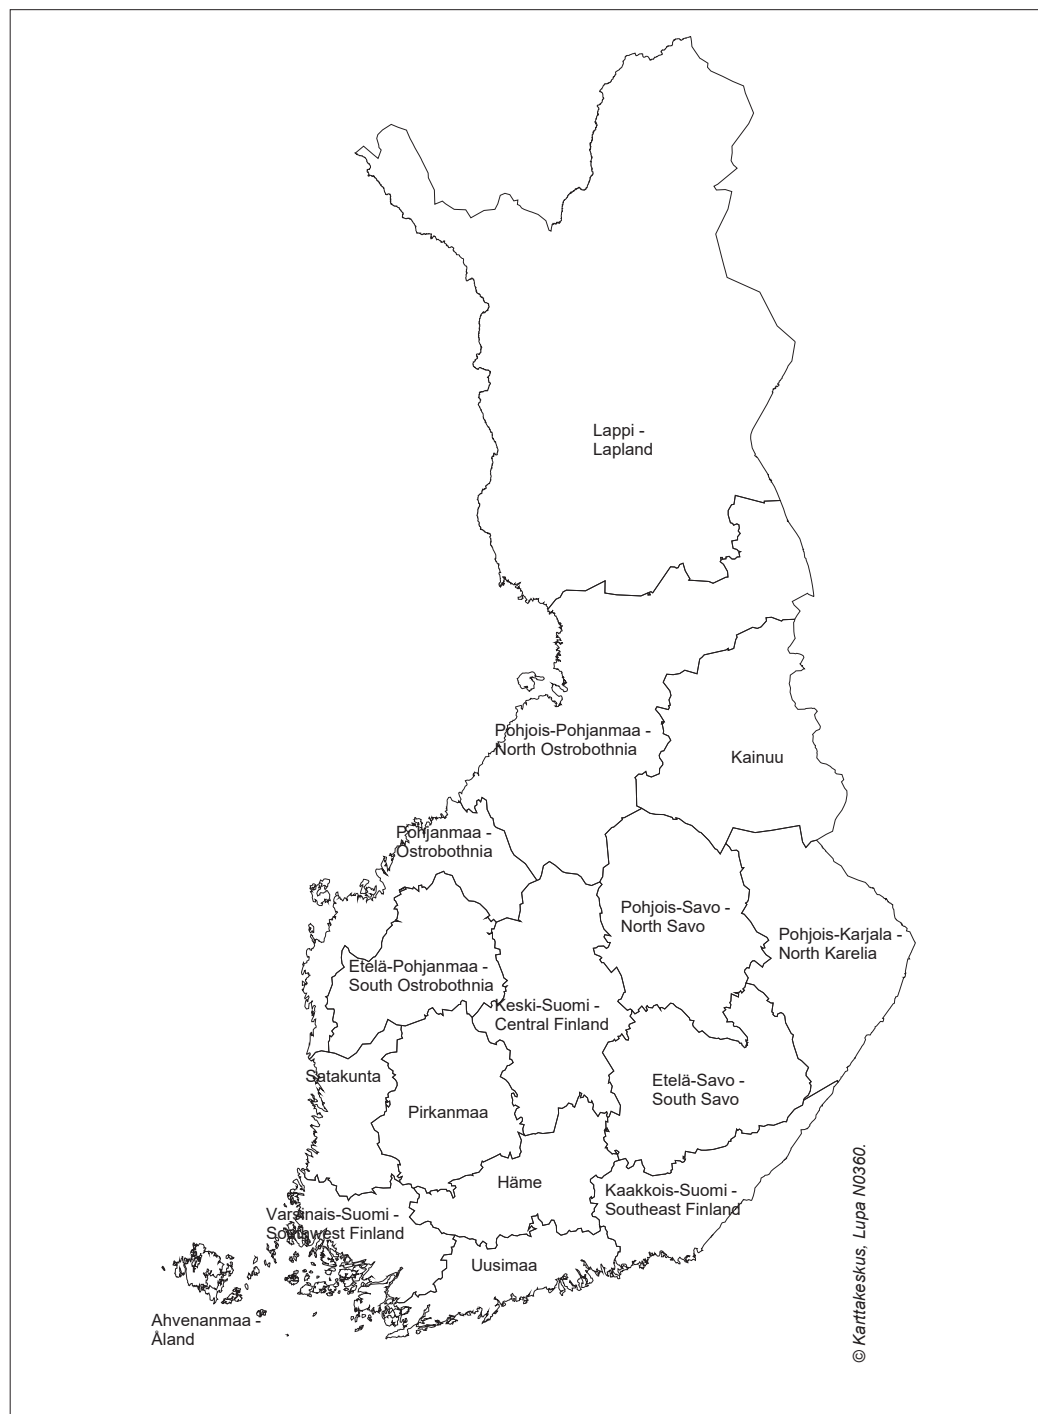 Lappi -
Lapland
Pohjois-Pohjanmaa -
North Ostrobothnia
Kainuu
Pohjanmaa -
Ostrobothnia
Pohjois-Savo -
North Savo
Pohjois-Karjala -
North Karelia
Etelä-Pohjanmaa -
South Ostrobothnia
Keski-Suomi -
Central Finland
Satakunta
Etelä-Savo -
South Savo
Pirkanmaa
Häme
Kaakkois-Suomi -
Southeast Finland
Varsinais-Suomi -
Southwest Finland
Uusimaa
Ahvenanmaa -
Åland
© Karttakeskus, Lupa N0360.